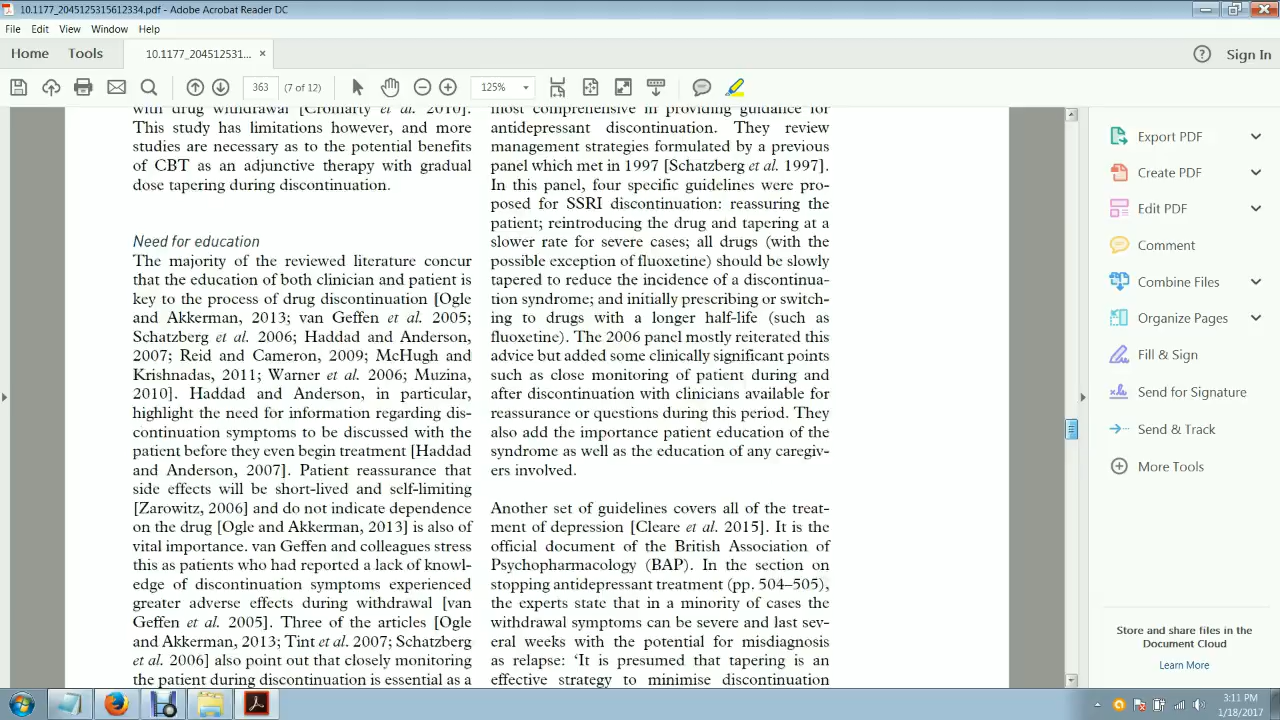 10.1177_2045125315612334.pdf - Adobe Acrobat Reader DC
File Edit View Window Help
Home Tools 10.1177_204512531... × Sign In
363 (7 of 12) 125%
with drug withdrawal [Cromarty et al. 2010].
This study has limitations however, and more
studies are necessary as to the potential benefits
of CBT as an adjunctive therapy with gradual
dose tapering during discontinuation.
Need for education
The majority of the reviewed literature concur
that the education of both clinician and patient is
key to the process of drug discontinuation [Ogle
and Akkerman, 2013; van Geffen et al. 2005;
Schatzberg et al. 2006; Haddad and Anderson,
2007; Reid and Cameron, 2009; McHugh and
Krishnadas, 2011; Warner et al. 2006; Muzina,
2010]. Haddad and Anderson, in particular,
highlight the need for information regarding dis-
continuation symptoms to be discussed with the
patient before they even begin treatment [Haddad
and Anderson, 2007]. Patient reassurance that
side effects will be short-lived and self-limiting
[Zarowitz, 2006] and do not indicate dependence
on the drug [Ogle and Akkerman, 2013] is also of
vital importance. van Geffen and colleagues stress
this as patients who had reported a lack of knowl-
edge of discontinuation symptoms experienced
greater adverse effects during withdrawal [van
Geffen et al. 2005]. Three of the articles [Ogle
and Akkerman, 2013; Tint et al. 2007; Schatzberg
et al. 2006] also point out that closely monitoring
the patient during discontinuation is essential as a
most comprehensive in providing guidance for
antidepressant discontinuation. They review
management strategies formulated by a previous
panel which met in 1997 [Schatzberg et al. 1997].
In this panel, four specific guidelines were pro-
posed for SSRI discontinuation: reassuring the
patient; reintroducing the drug and tapering at a
slower rate for severe cases; all drugs (with the
possible exception of fluoxetine) should be slowly
tapered to reduce the incidence of a discontinua-
tion syndrome; and initially prescribing or switch-
ing to drugs with a longer half-life (such as
fluoxetine). The 2006 panel mostly reiterated this
advice but added some clinically significant points
such as close monitoring of patient during and
after discontinuation with clinicians available for
reassurance or questions during this period. They
also add the importance patient education of the
syndrome as well as the education of any caregiv-
ers involved.
Another set of guidelines covers all of the treat-
ment of depression [Cleare et al. 2015]. It is the
official document of the British Association of
Psychopharmacology (BAP). In the section on
stopping antidepressant treatment (pp. 504–505),
the experts state that in a minority of cases the
withdrawal symptoms can be severe and last sev-
eral weeks with the potential for misdiagnosis
as relapse: ‘It is presumed that tapering is an
effective strategy to minimise discontinuation
Export PDF
Create PDF
Edit PDF
Comment
Combine Files
Organize Pages
Fill & Sign
Send for Signature
Send & Track
More Tools
Store and share files in the
Document Cloud
Learn More
3:11 PM
1/18/2017